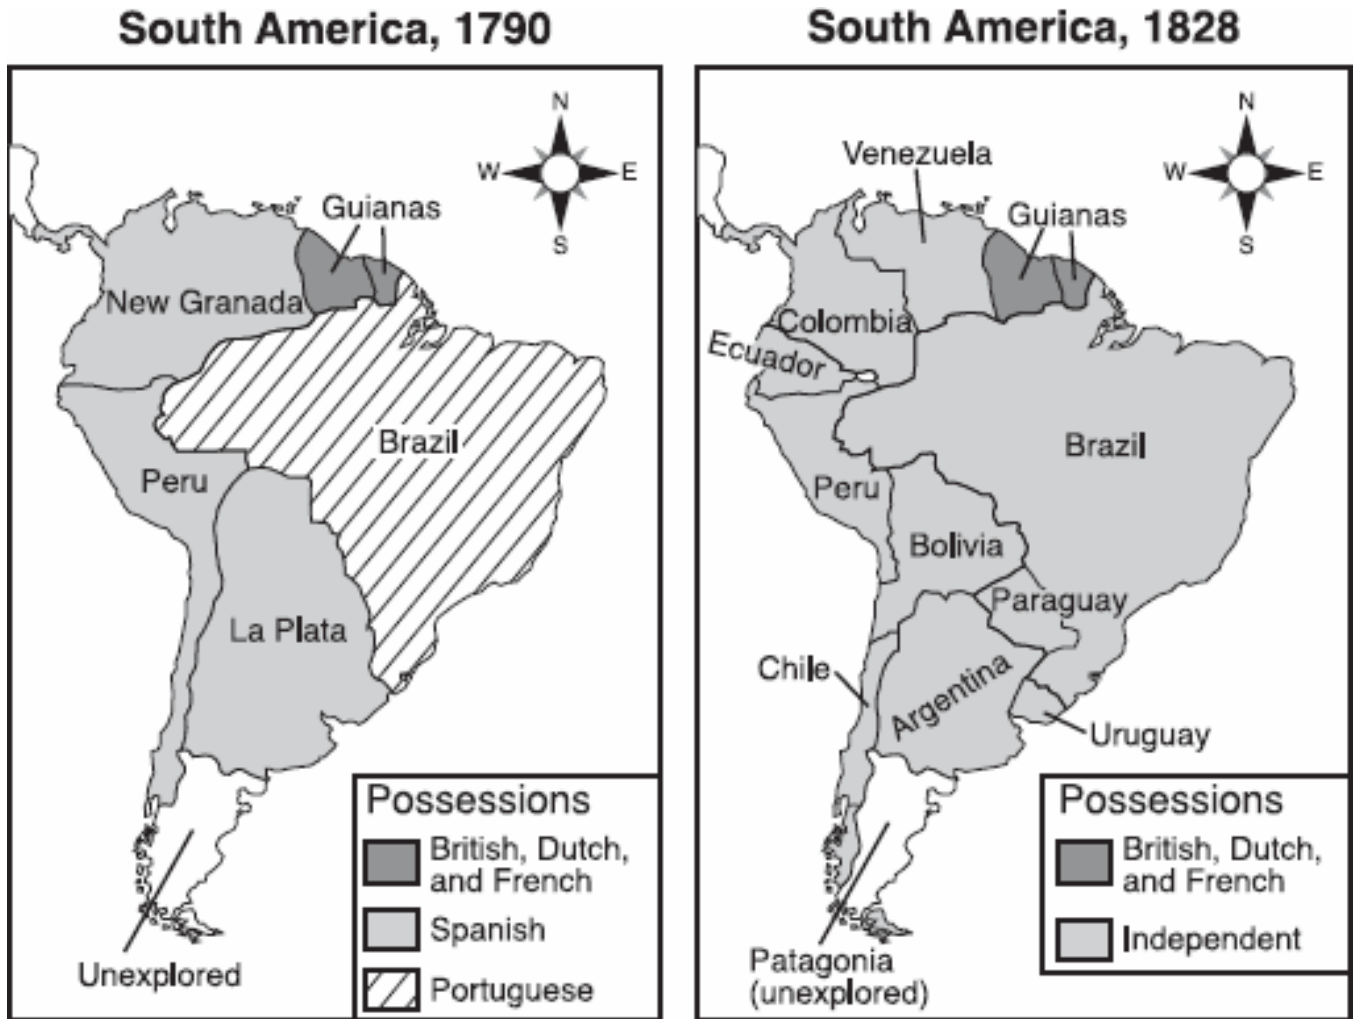 South America, 1790
N
W
E
S
Guianas
New Granada
Brazil
Peru
La Plata
Unexplored
Possessions
British, Dutch,
and French
Spanish
Portuguese
South America, 1828
N
W
E
S
Venezuela
Guianas
Colombia
Ecuador
Brazil
Peru
Bolivia
Paraguay
Chile
Argentina
Uruguay
Patagonia
(unexplored)
Possessions
British, Dutch,
and French
Independent